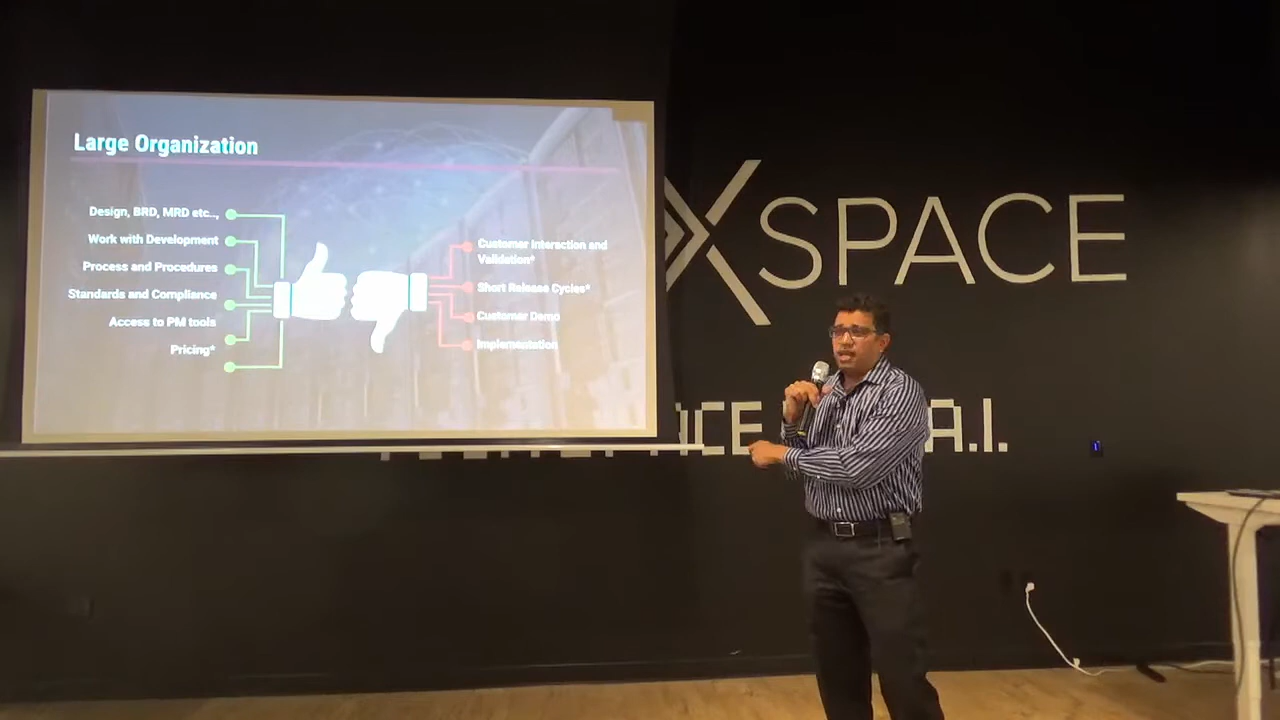 Large Organization
Design, BRD, MRD etc..,
Work with Development
Process and Procedures
Standards and Compliance
Access to PM tools
Pricing*
Customer Interaction and
Validation*
Short Release Cycles*
Customer Demo
Implementation
XSPACE
A.I.